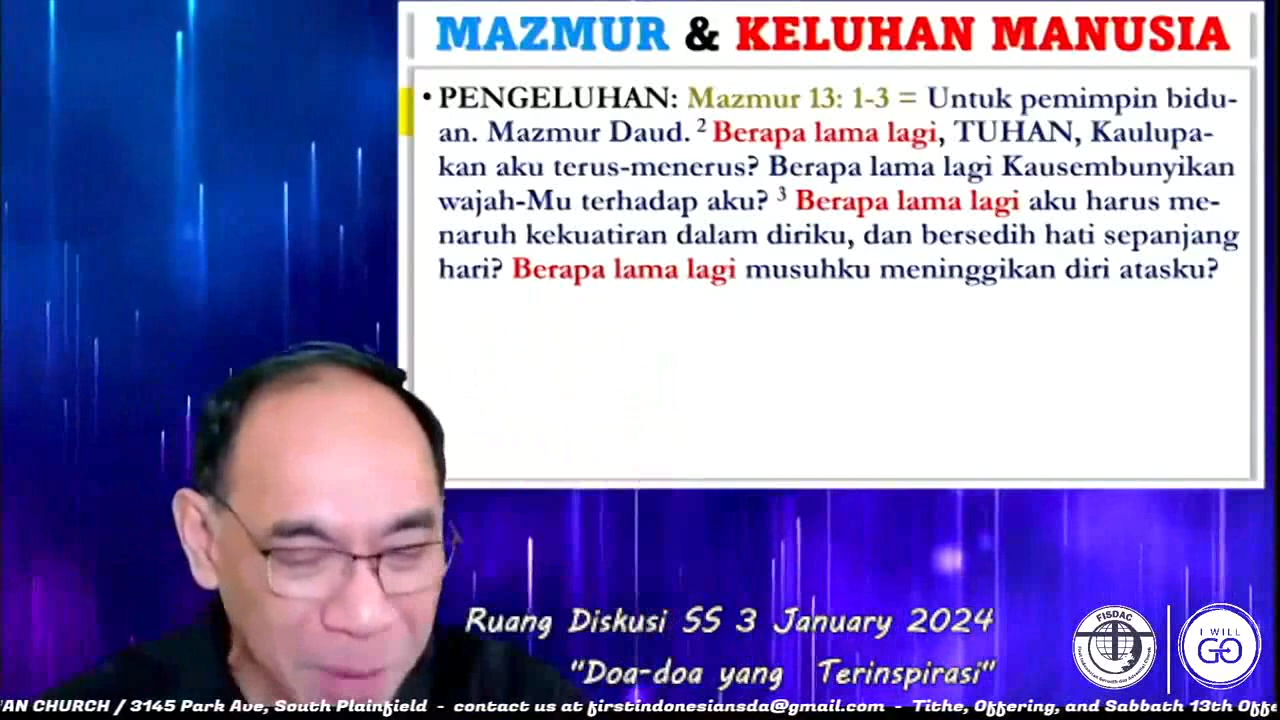 MAZMUR & KELUHAN MANUSIA
• PENGELUHAN: Mazmur 13: 1-3 = Untuk pemimpin bidu-
an. Mazmur Daud. ² Berapa lama lagi, TUHAN, Kaulupa-
kan aku terus-menerus? Berapa lama lagi Kausembunyikan
wajah-Mu terhadap aku? ³ Berapa lama lagi aku harus me-
naruh kekuatiran dalam diriku, dan bersedih hati sepanjang
hari? Berapa lama lagi musuhku meninggikan diri atasku?
Ruang Diskusi SS 3 January 2024
"Doa-doa yang Terinspirasi"
FISDAC
I WILL
GO
AN CHURCH / 3145 Park Ave, South Plainfield - contact us at firstindonesiansda@gmail.com - Tithe, Offering, and Sabbath 13th Offe